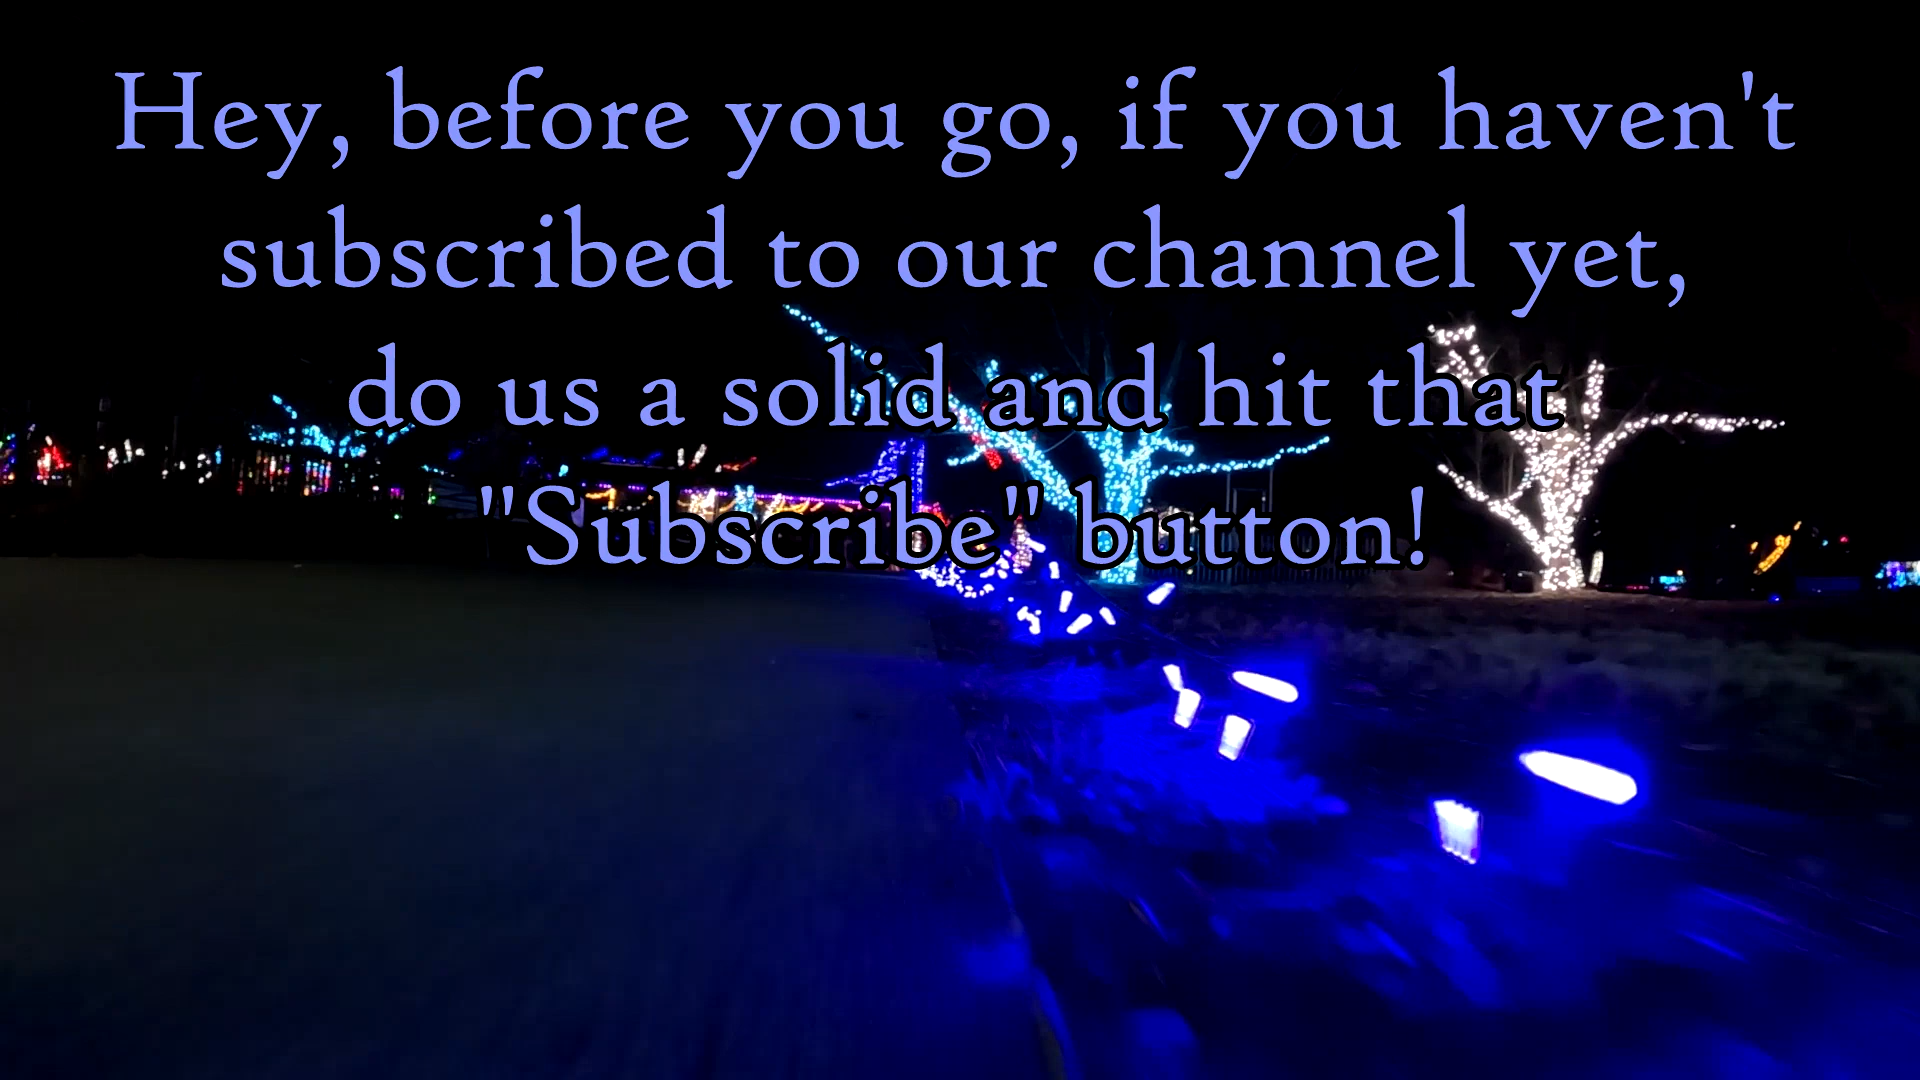 Hey, before you go, if you haven't
subscribed to our channel yet,
do us a solid and hit that
"Subscribe" button!